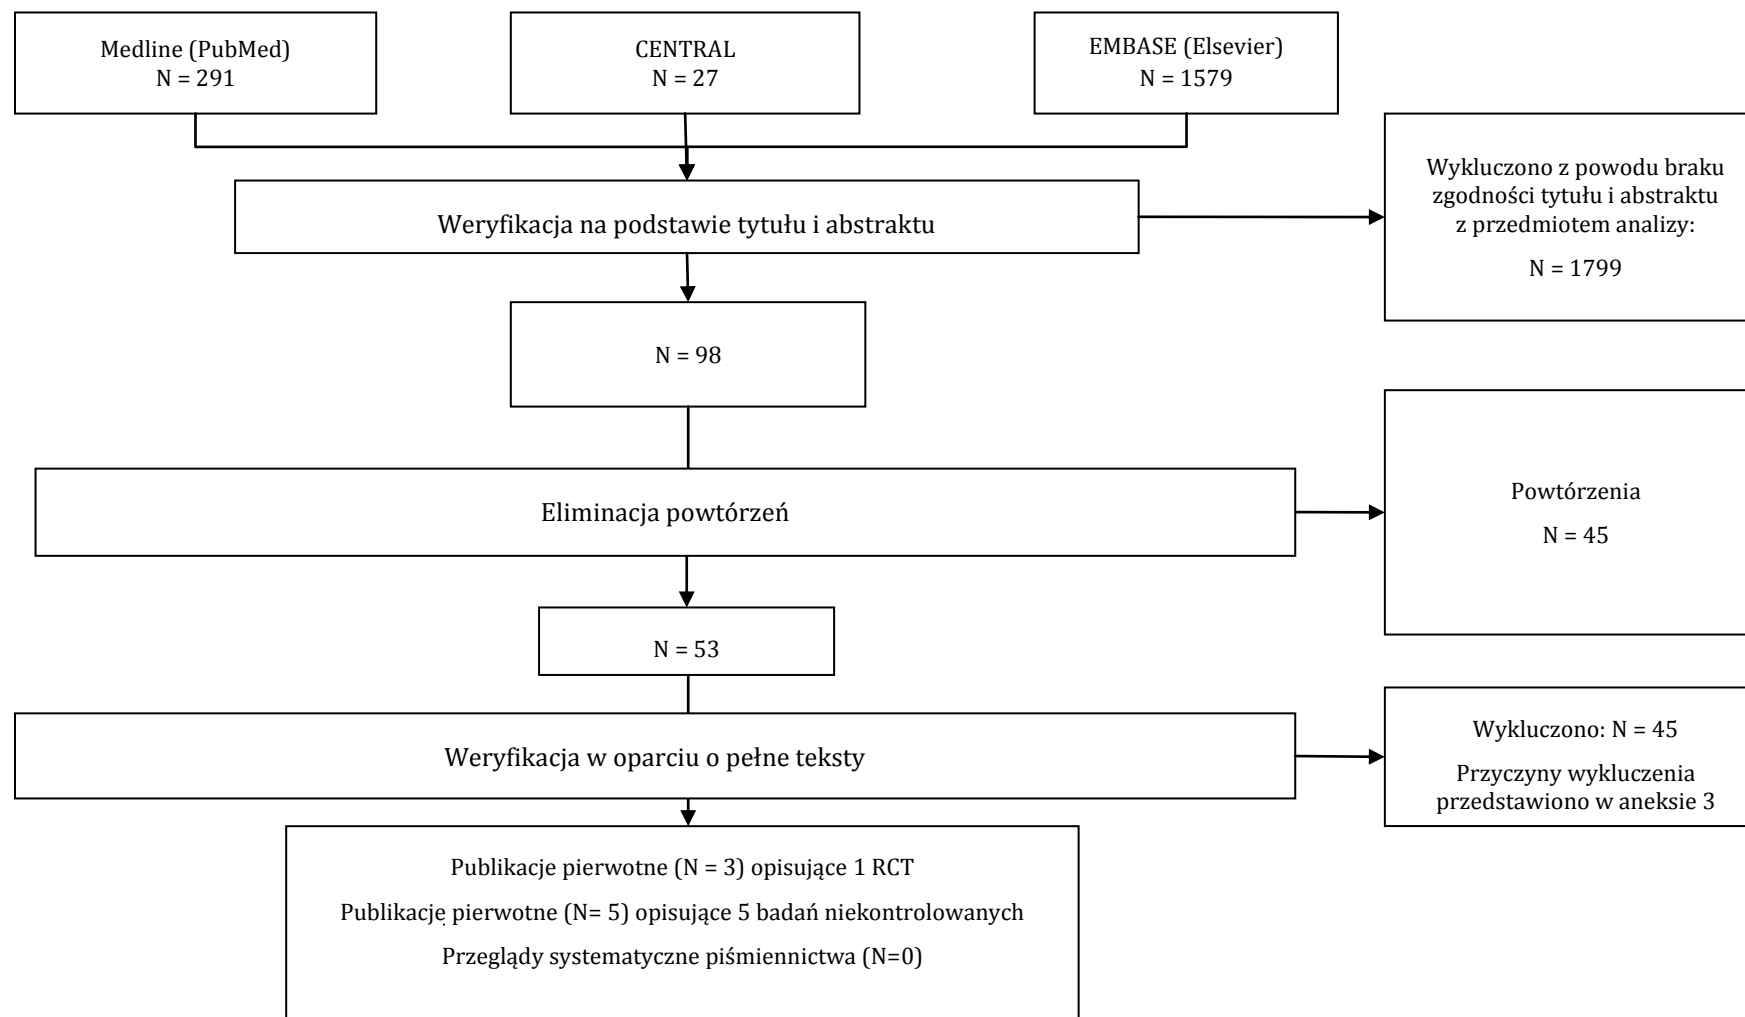 Medline (PubMed)
N = 291
CENTRAL
N = 27
EMBASE (Elsevier)
N = 1579
Weryfikacja na podstawie tytułu i abstraktu
Wykluczono z powodu braku
zgodności tytułu i abstraktu
z przedmiotem analizy:
N = 1799
N = 98
Eliminacja powtórzeń
Powtórzenia
N = 45
N = 53
Weryfikacja w oparciu o pełne teksty
Wykluczono: N = 45
Przyczyny wykluczenia
przedstawiono w aneksie 3
Publikacje pierwotne (N = 3) opisujące 1 RCT
Publikacje pierwotne (N= 5) opisujące 5 badań niekontrolowanych
Przeglądy systematyczne piśmiennictwa (N=0)